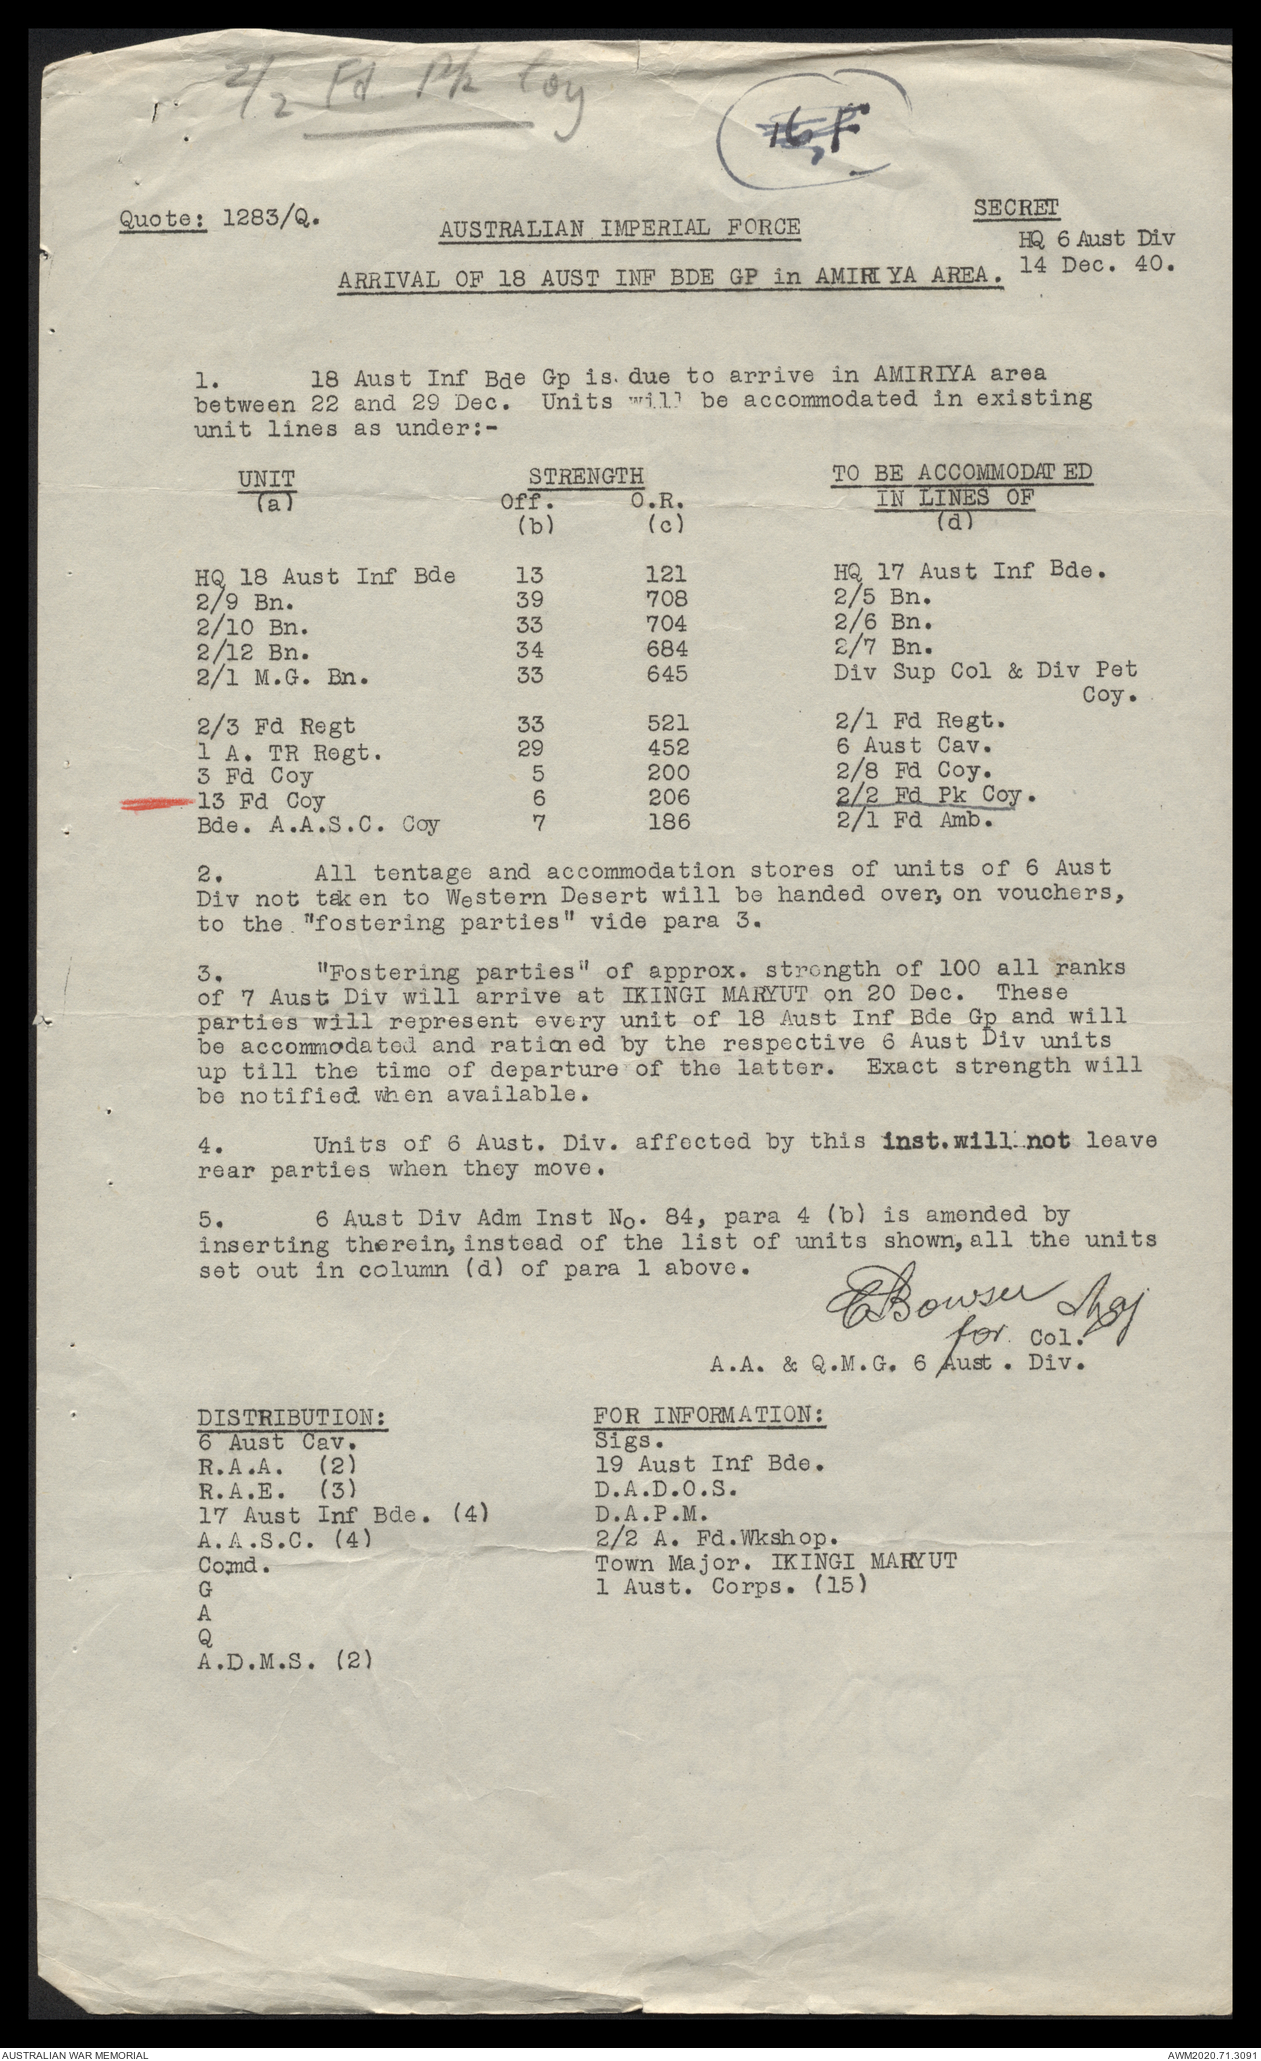 2/2 Fd Pk Coy
Quote: 1283/Q.
SECRET
AUSTRALIAN IMPERIAL FORCE
HQ 6 Aust Div
14 Dec. 40.
ARRIVAL OF 18 AUST INF BDE GP in AMIRIYA AREA.
1. 18 Aust Inf Bde Gp is due to arrive in AMIRIYA area
between 22 and 29 Dec. Units will be accommodated in existing
unit lines as under:-
UNIT STRENGTH TO BE ACCOMMODATED
(a) Off. O.R. IN LINES OF
(b) (c) (d)
HQ 18 Aust Inf Bde 13 121 HQ 17 Aust Inf Bde.
2/9 Bn. 39 708 2/5 Bn.
2/10 Bn. 33 704 2/6 Bn.
2/12 Bn. 34 684 2/7 Bn.
2/1 M.G. Bn. 33 645 Div Sup Col & Div Pet
Coy.
2/3 Fd Regt 33 521 2/1 Fd Regt.
1 A. TR Regt. 29 452 6 Aust Cav.
3 Fd Coy 5 200 2/8 Fd Coy.
13 Fd Coy 6 206 2/2 Fd Pk Coy.
Bde. A.A.S.C. Coy 7 186 2/1 Fd Amb.
2. All tentage and accommodation stores of units of 6 Aust
Div not taken to Western Desert will be handed over, on vouchers,
to the "fostering parties" vide para 3.
3. "Fostering parties" of approx. strength of 100 all ranks
of 7 Aust Div will arrive at IKINGI MARYUT on 20 Dec. These
parties will represent every unit of 18 Aust Inf Bde Gp and will
be accommodated and rationed by the respective 6 Aust Div units
up till the time of departure of the latter. Exact strength will
be notified when available.
4. Units of 6 Aust. Div. affected by this inst. will not leave
rear parties when they move.
5. 6 Aust Div Adm Inst No. 84, para 4 (b) is amended by
inserting therein, instead of the list of units shown, all the units
set out in column (d) of para 1 above.
EBowser Maj
for Col.
A.A. & Q.M.G. 6 Aust. Div.
DISTRIBUTION: FOR INFORMATION:
6 Aust Cav. Sigs.
R.A.A. (2) 19 Aust Inf Bde.
R.A.E. (3) D.A.D.O.S.
17 Aust Inf Bde. (4) D.A.P.M.
A.A.S.C. (4) 2/2 A. Fd.Wkshop.
Comd. Town Major. IKINGI MARYUT
G 1 Aust. Corps. (15)
A
Q
A.D.M.S. (2)
AUSTRALIAN WAR MEMORIAL AWM2020.71.3091